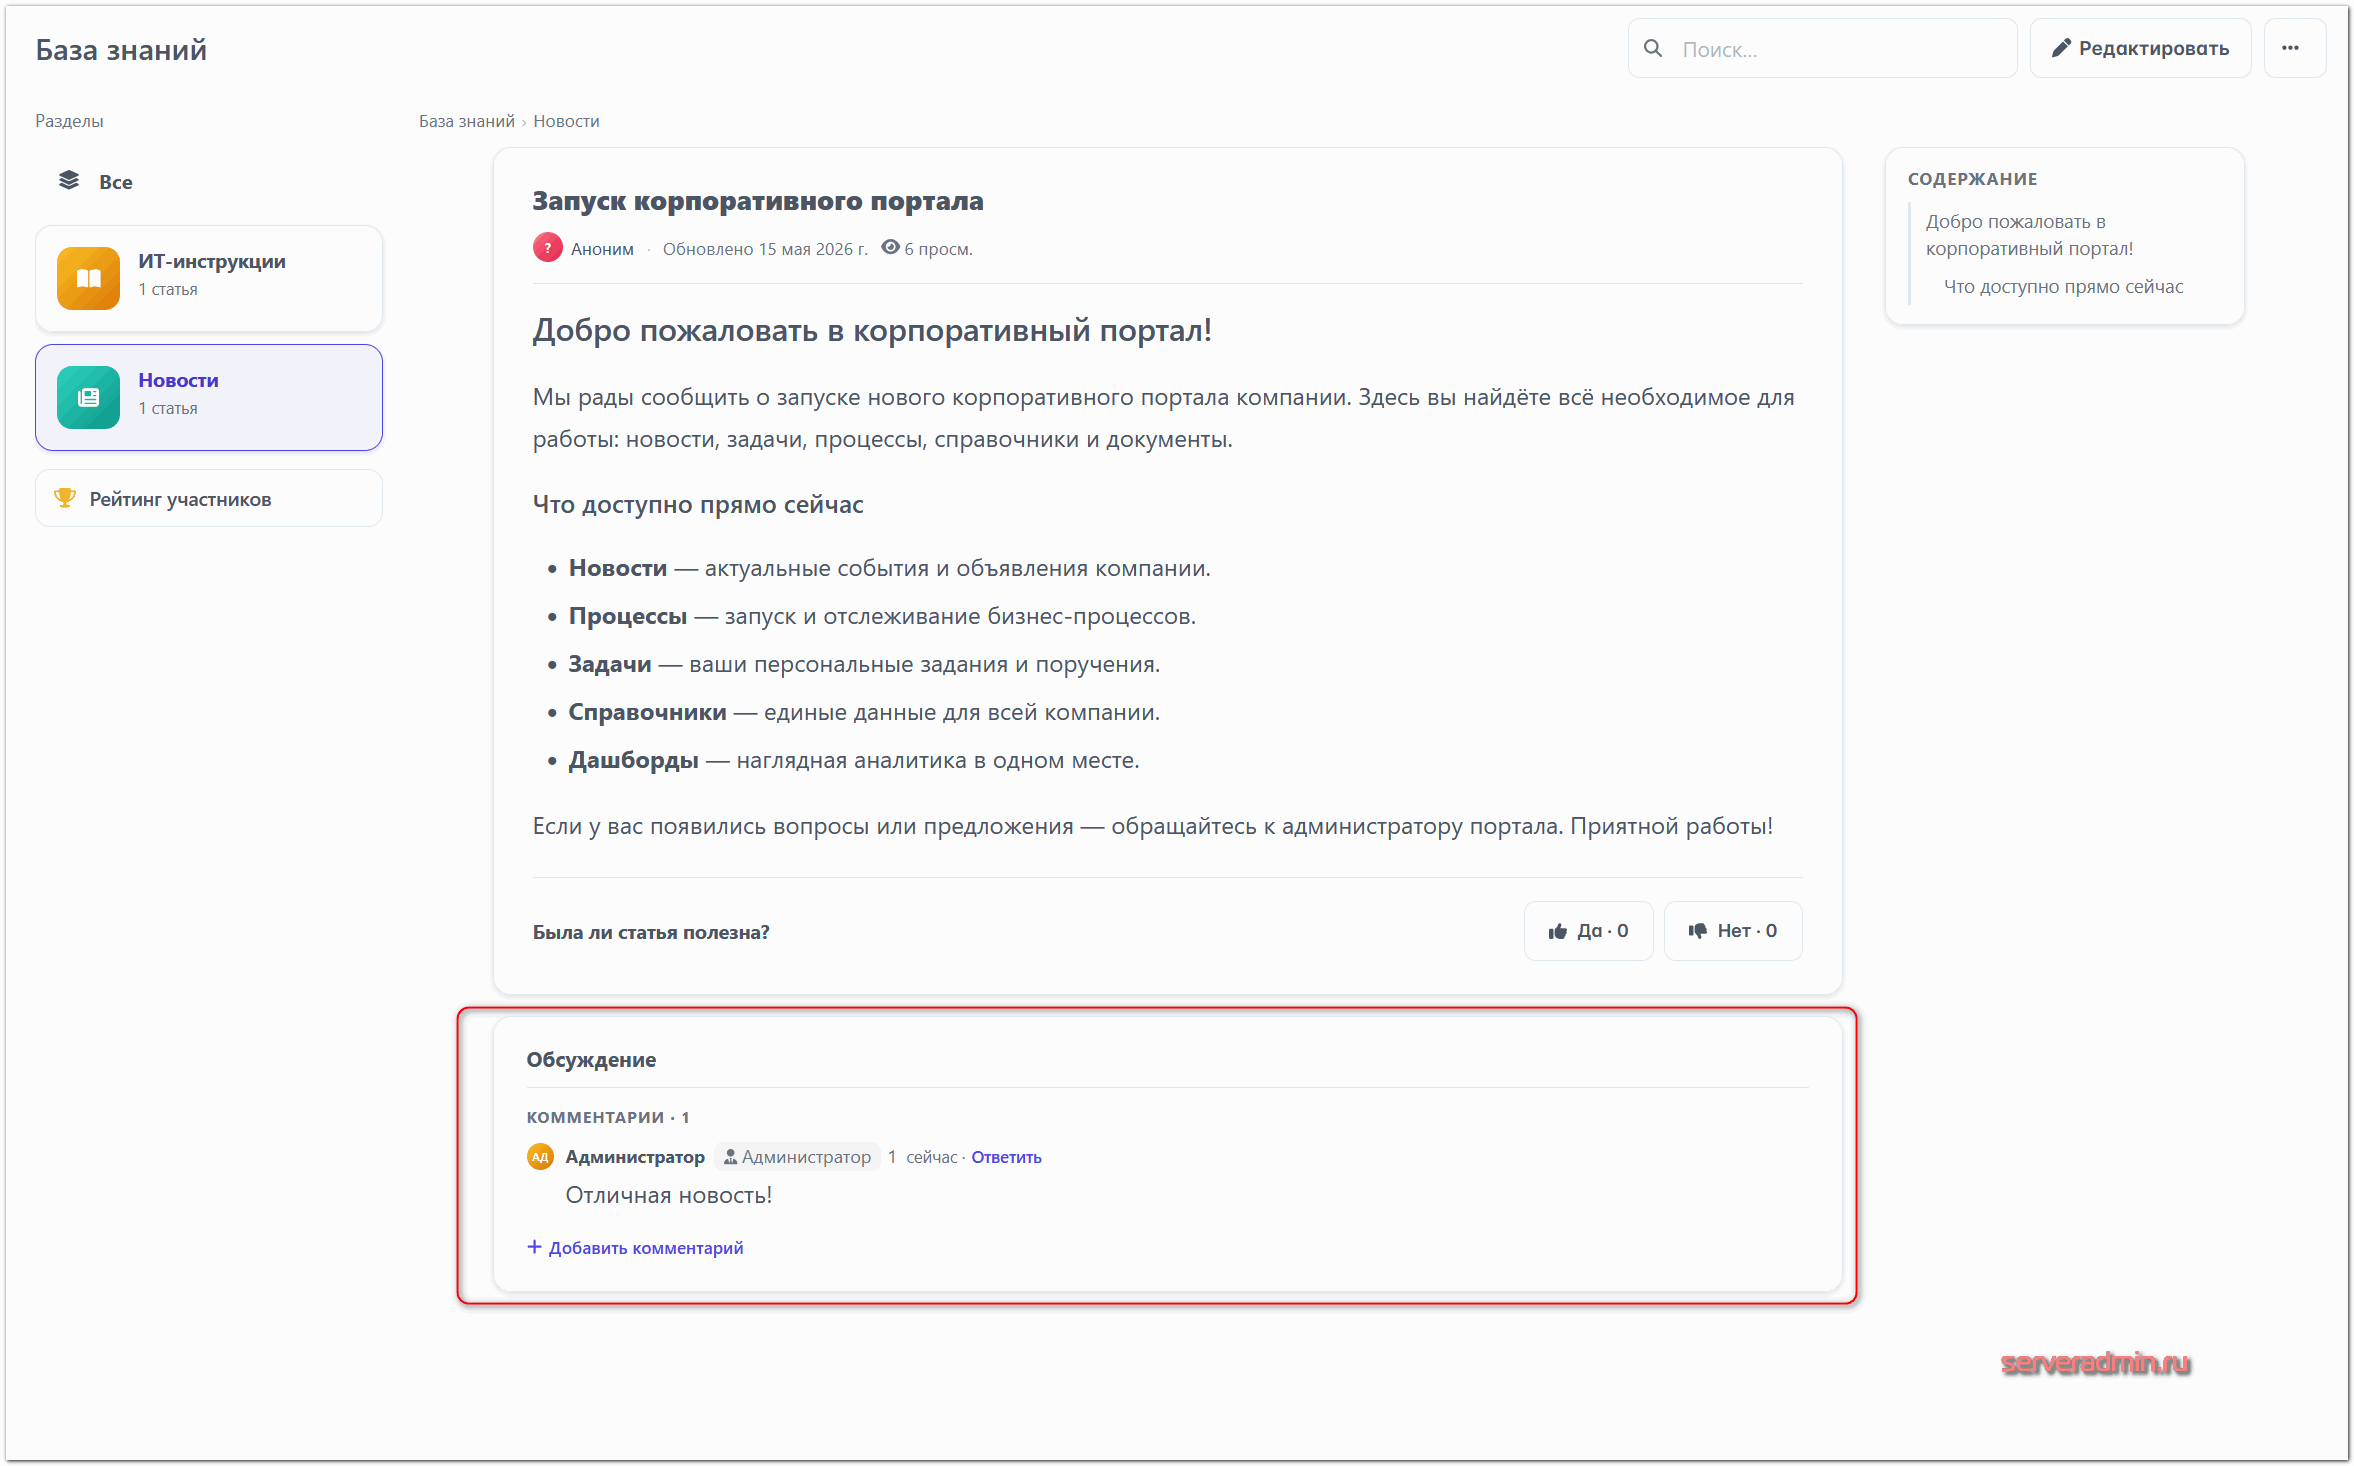 База знаний
Поиск...
Редактировать
Разделы
База знаний › Новости
Все
ИТ-инструкции
1 статья
Новости
1 статья
Рейтинг участников
Запуск корпоративного портала
? Аноним · Обновлено 15 мая 2026 г. 6 просм.
Добро пожаловать в корпоративный портал!
Мы рады сообщить о запуске нового корпоративного портала компании. Здесь вы найдёте всё необходимое для
работы: новости, задачи, процессы, справочники и документы.
Что доступно прямо сейчас
• Новости — актуальные события и объявления компании.
• Процессы — запуск и отслеживание бизнес-процессов.
• Задачи — ваши персональные задания и поручения.
• Справочники — единые данные для всей компании.
• Дашборды — наглядная аналитика в одном месте.
Если у вас появились вопросы или предложения — обращайтесь к администратору портала. Приятной работы!
Была ли статья полезна?
Да · 0
Нет · 0
СОДЕРЖАНИЕ
Добро пожаловать в
корпоративный портал!
Что доступно прямо сейчас
Обсуждение
КОММЕНТАРИИ · 1
АД Администратор Администратор 1 сейчас · Ответить
Отличная новость!
+ Добавить комментарий
serveradmin.ru